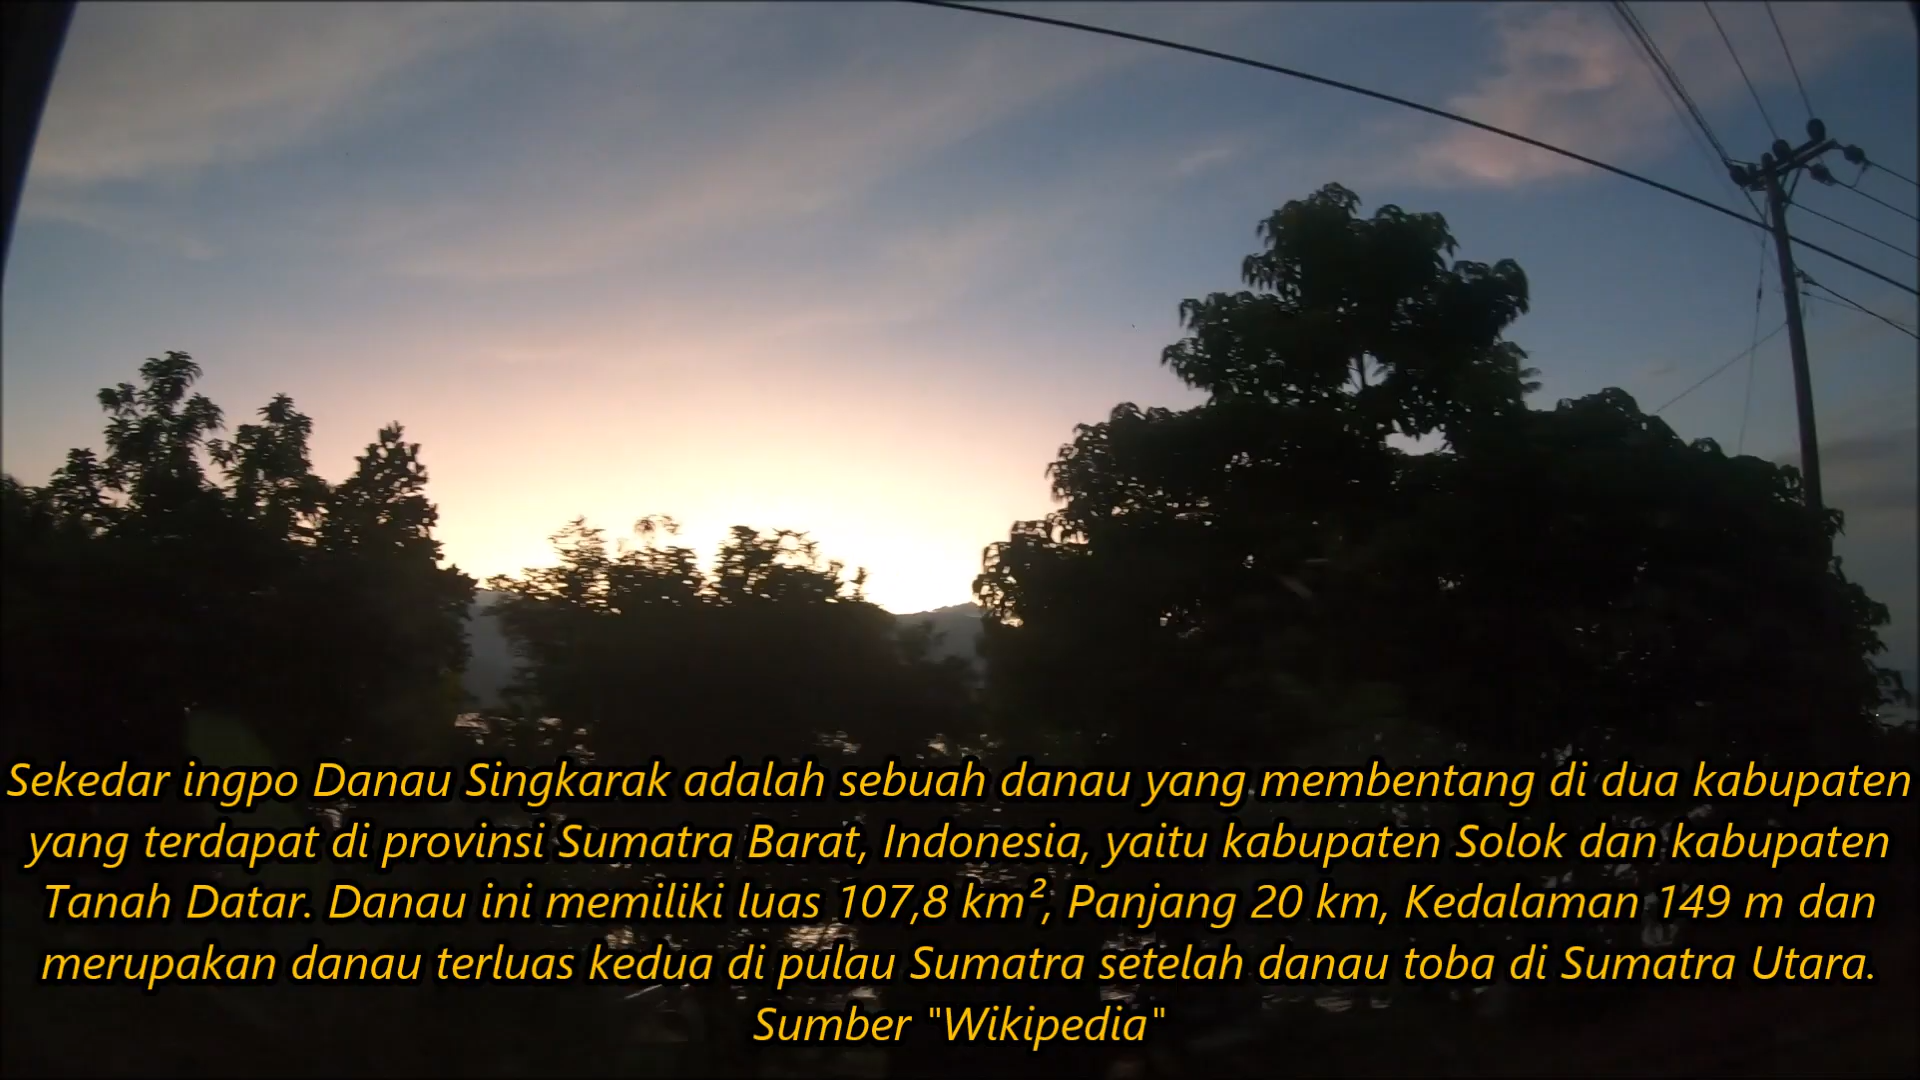 Sekedar ingpo Danau Singkarak adalah sebuah danau yang membentang di dua kabupaten
yang terdapat di provinsi Sumatra Barat, Indonesia, yaitu kabupaten Solok dan kabupaten
Tanah Datar. Danau ini memiliki luas 107,8 km², Panjang 20 km, Kedalaman 149 m dan
merupakan danau terluas kedua di pulau Sumatra setelah danau toba di Sumatra Utara.
Sumber "Wikipedia"